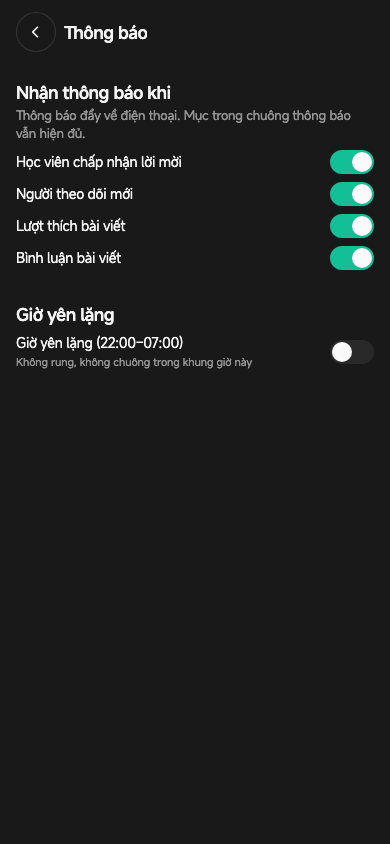 Thông báo
Nhận thông báo khi
Thông báo đẩy về điện thoại. Mục trong chuông thông báo
vẫn hiện đủ.
Học viên chấp nhận lời mời
Người theo dõi mới
Lượt thích bài viết
Bình luận bài viết
Giờ yên lặng
Giờ yên lặng (22:00–07:00)
Không rung, không chuông trong khung giờ này